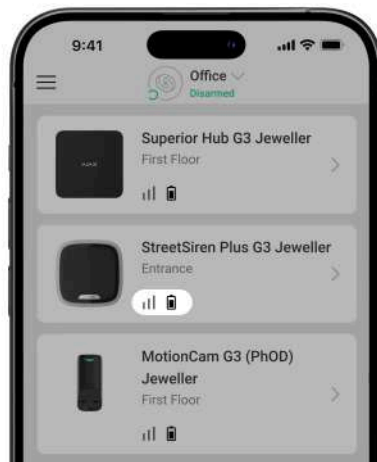 9:41
Office
Disarmed
Superior Hub G3 Jeweller
First Floor
AJAX
StreetSiren Plus G3 Jeweller
Entrance
MotionCam G3 (PhOD)
Jeweller
First Floor